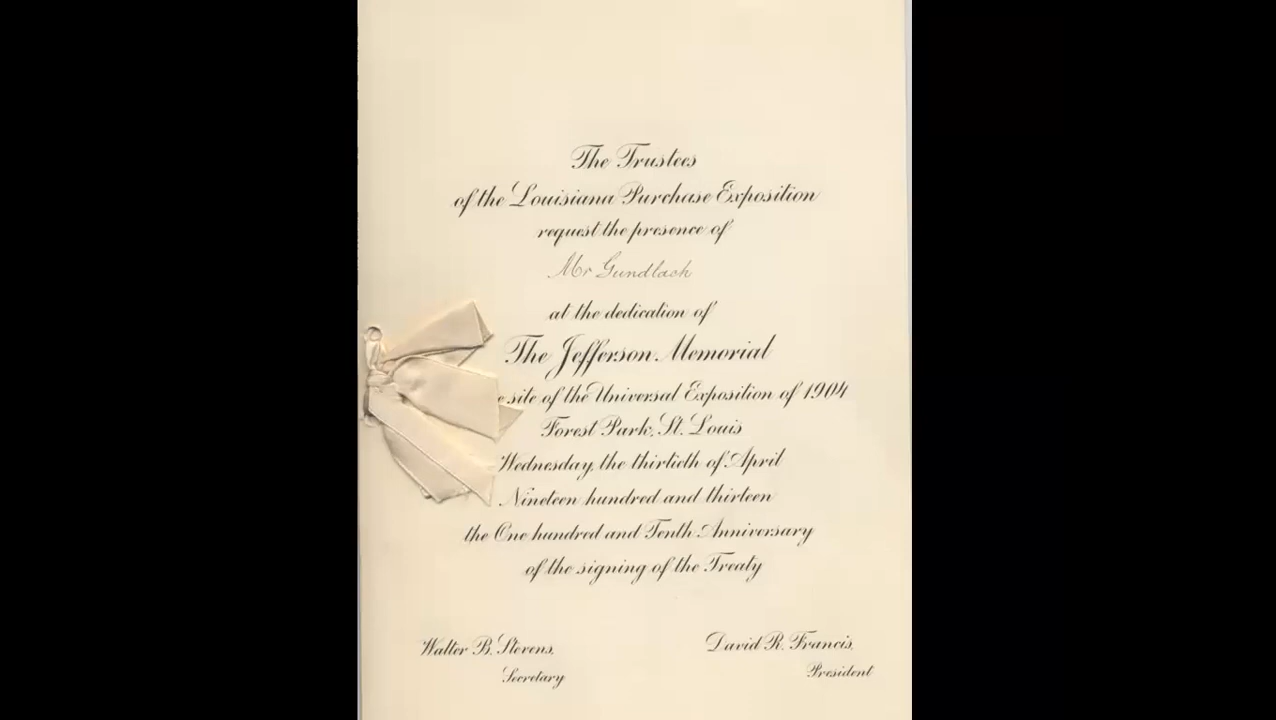 The Trustees
of the Louisiana Purchase Exposition
request the presence of
Mr Gundlach
at the dedication of
The Jefferson Memorial
site of the Universal Exposition of 1904
Forest Park, St. Louis
Wednesday, the thirtieth of April
Nineteen hundred and thirteen
the One hundred and Tenth Anniversary
of the signing of the Treaty
Walter B. Stevens,
Secretary
David R. Francis,
President